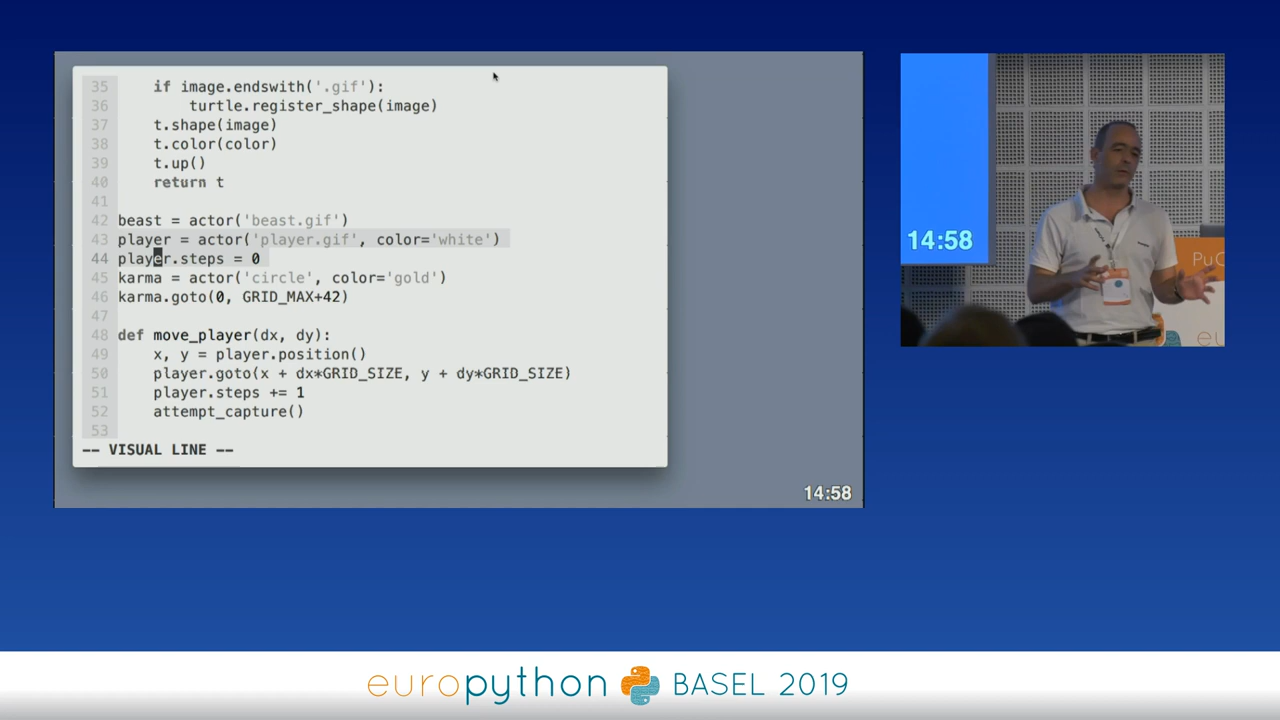 35 if image.endswith('.gif'):
36 turtle.register_shape(image)
37 t.shape(image)
38 t.color(color)
39 t.up()
40 return t
41
42 beast = actor('beast.gif')
43 player = actor('player.gif', color='white')
44 player.steps = 0
45 karma = actor('circle', color='gold')
46 karma.goto(0, GRID_MAX+42)
47
48 def move_player(dx, dy):
49 x, y = player.position()
50 player.goto(x + dx*GRID_SIZE, y + dy*GRID_SIZE)
51 player.steps += 1
52 attempt_capture()
53
-- VISUAL LINE --
14:58
14:58
europython BASEL 2019